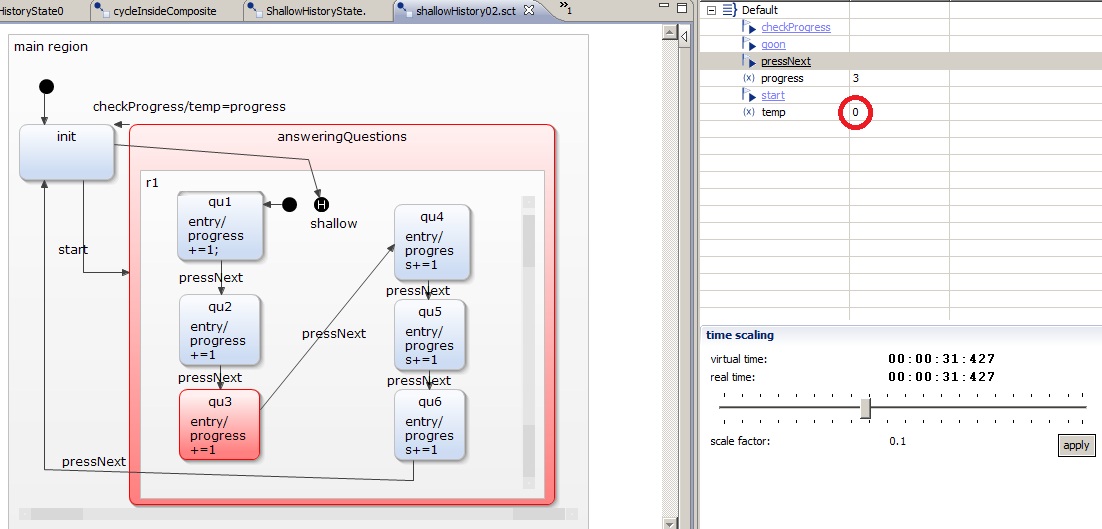 HistoryState0
cycleInsideComposite
ShallowHistoryState.
shallowHistory02.sct
»1
main region
checkProgress/temp=progress
init
answeringQuestions
r1
H
shallow
qu1
entry/
progress
+=1;
qu4
entry/
progres
s+=1
start
pressNext
pressNext
qu2
entry/
progress
+=1
qu5
entry/
progres
s+=1
pressNext
pressNext
pressNext
qu3
entry/
progress
+=1
qu6
entry/
progres
s+=1
pressNext
Default
checkProgress
goon
pressNext
(x) progress 3
start
(x) temp 0
time scaling
virtual time: 00:00:31:427
real time: 00:00:31:427
scale factor: 0.1
apply